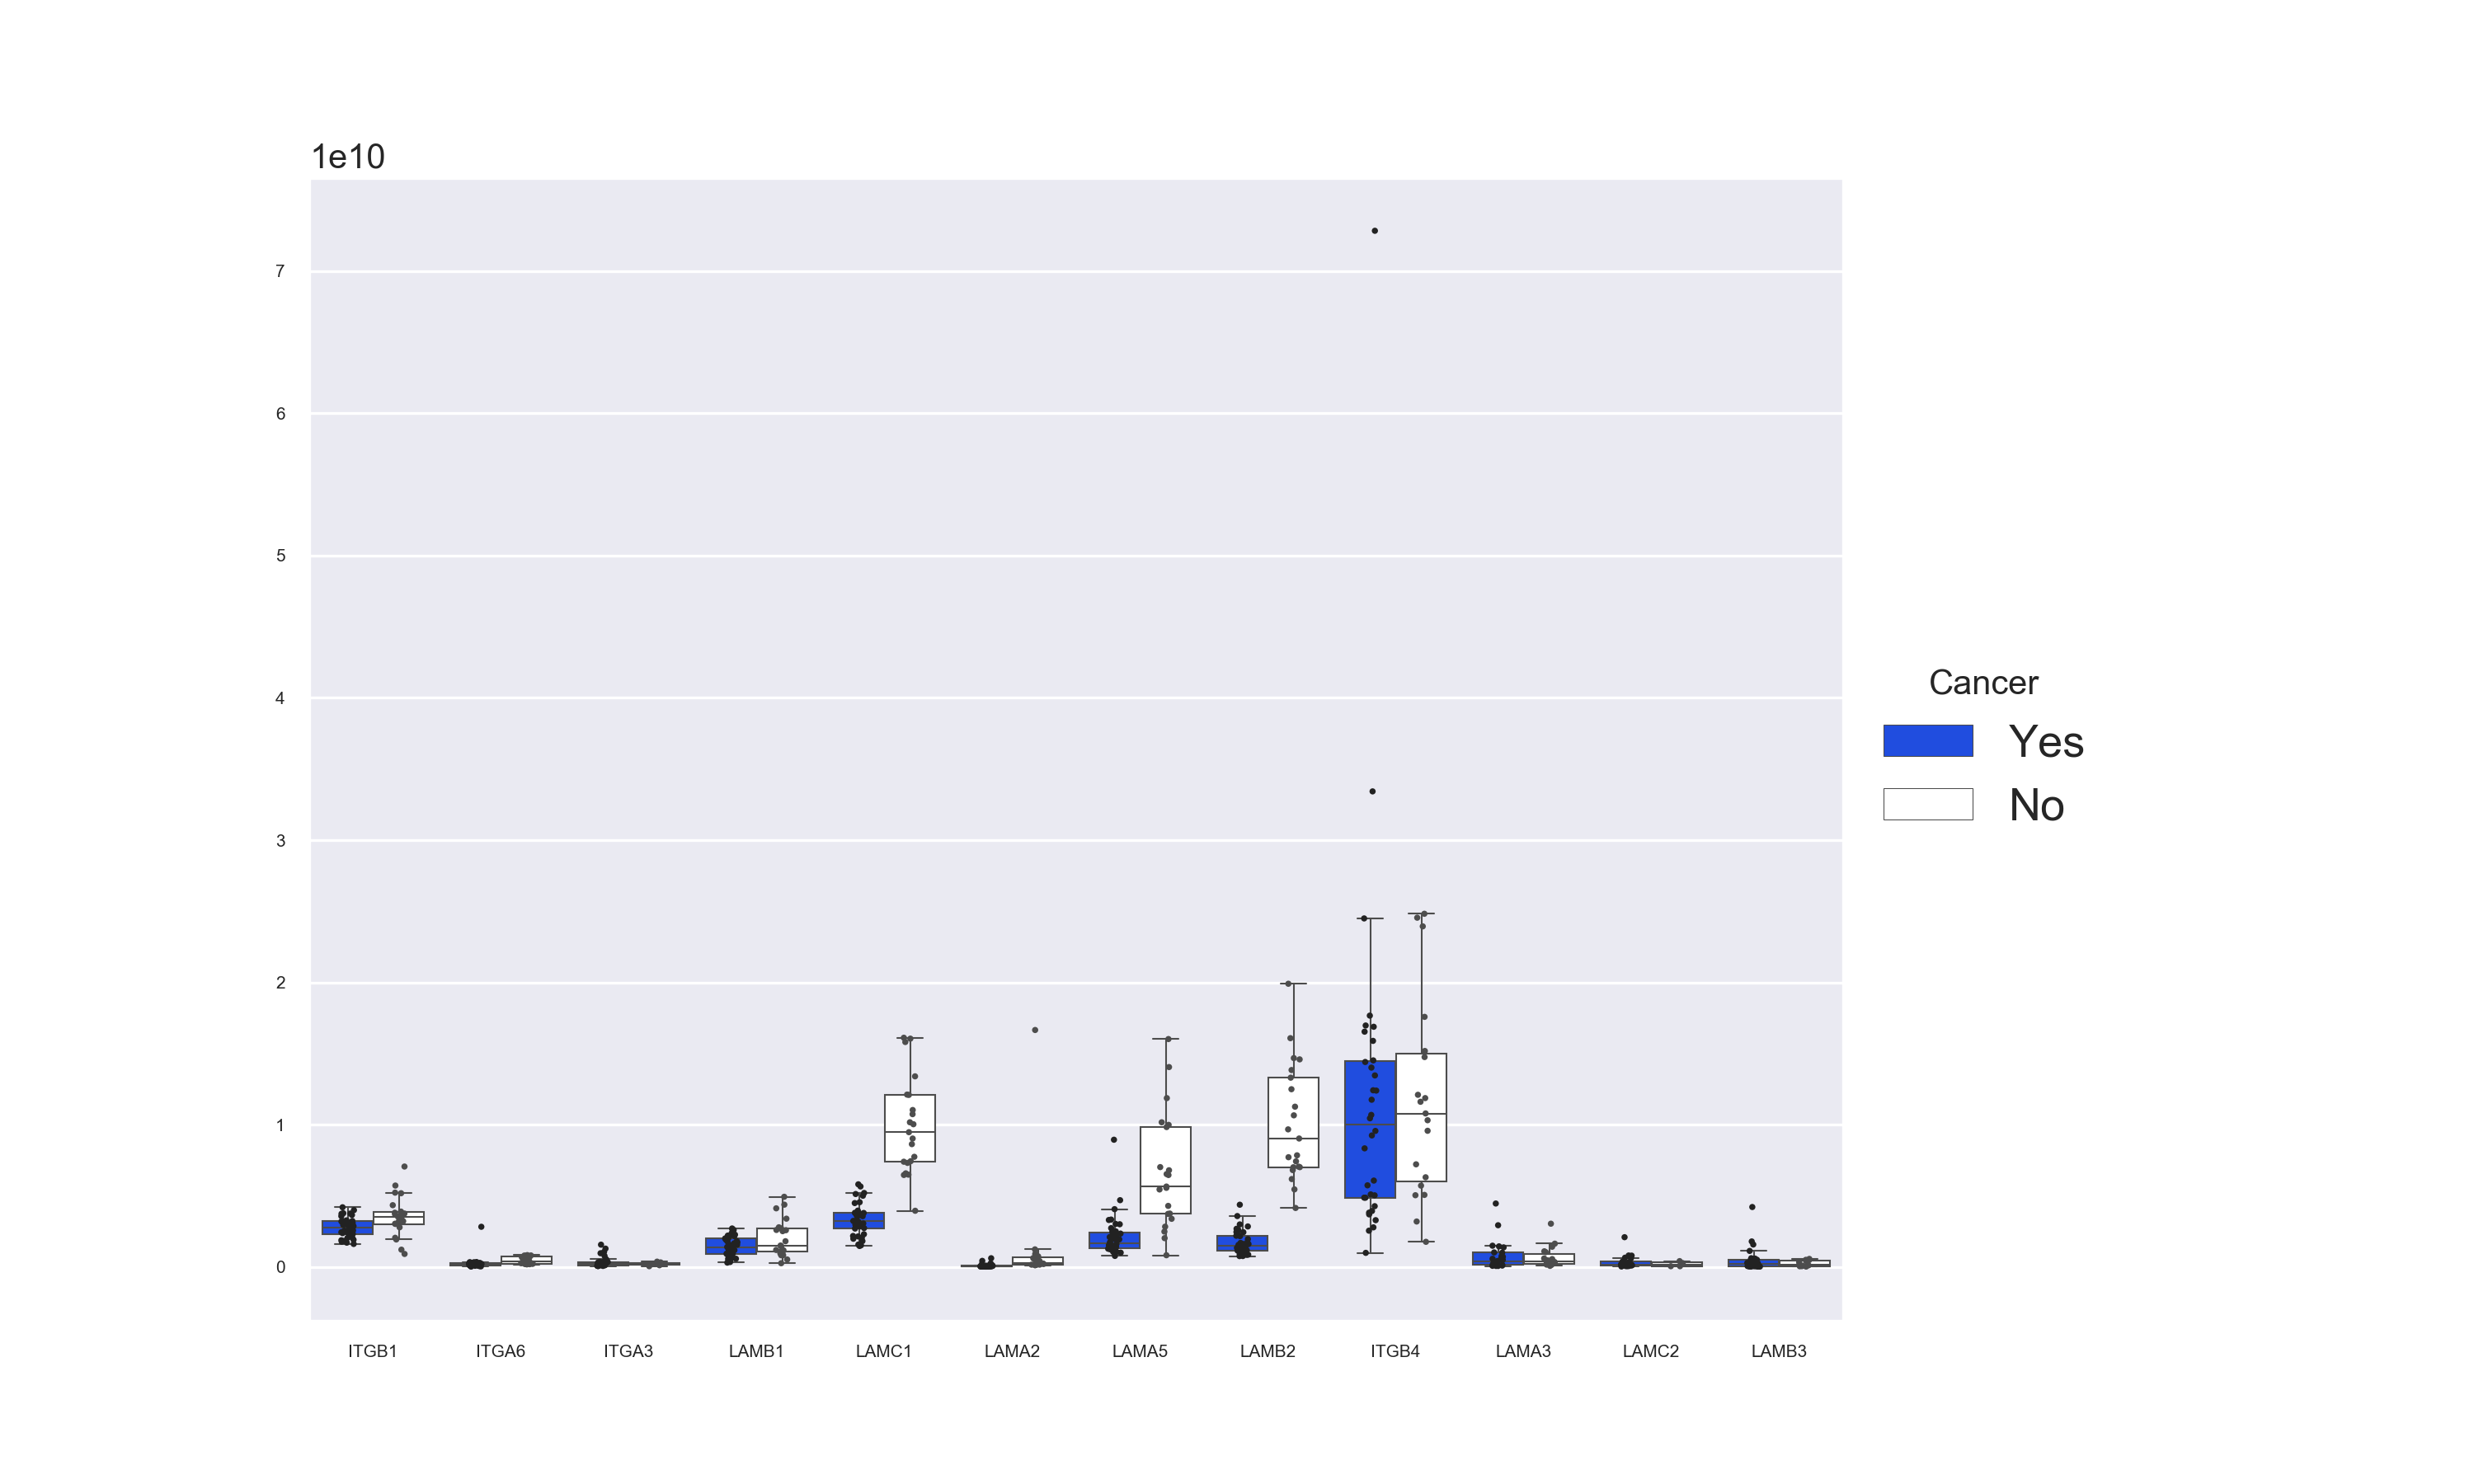 1e10
7
6
5
4
3
2
1
0
ITGB1 ITGA6 ITGA3 LAMB1 LAMC1 LAMA2 LAMA5 LAMB2 ITGB4 LAMA3 LAMC2 LAMB3
Cancer
Yes
No